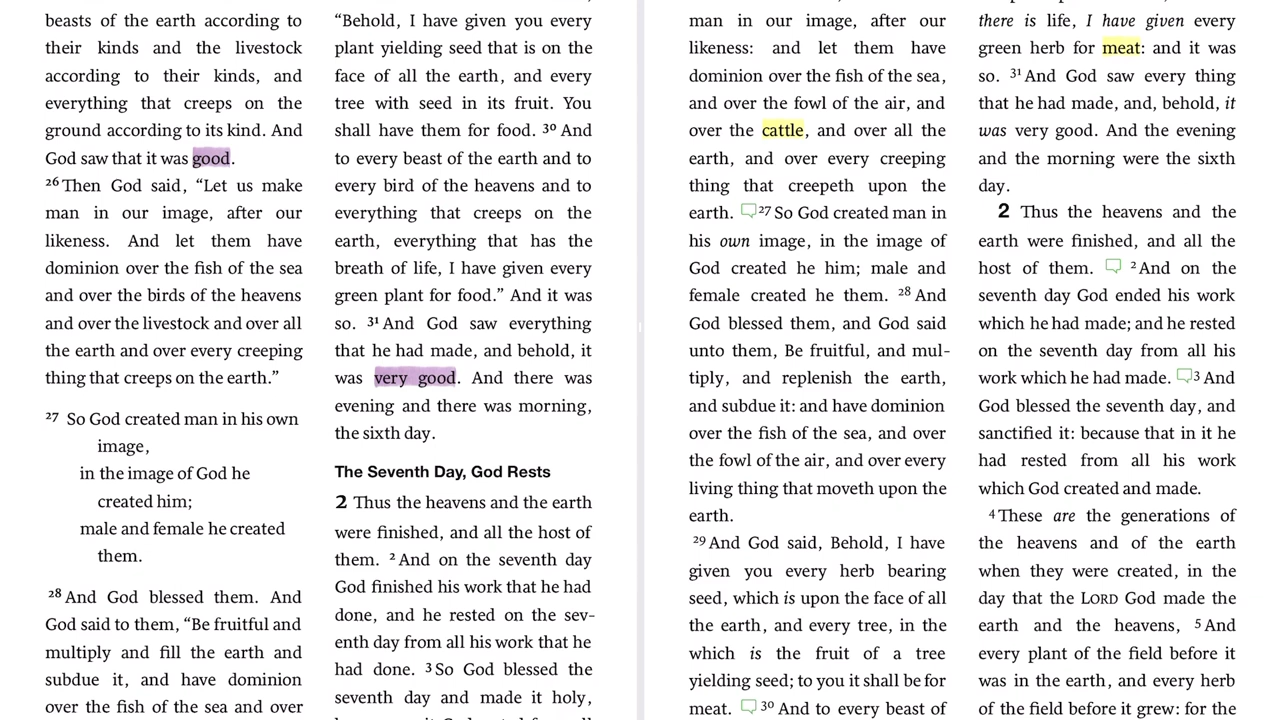 beasts of the earth according to
their kinds and the livestock
according to their kinds, and
everything that creeps on the
ground according to its kind. And
God saw that it was good.
26 Then God said, “Let us make
man in our image, after our
likeness. And let them have
dominion over the fish of the sea
and over the birds of the heavens
and over the livestock and over all
the earth and over every creeping
thing that creeps on the earth.”
27 So God created man in his own
image,
in the image of God he
created him;
male and female he created
them.
28 And God blessed them. And
God said to them, “Be fruitful and
multiply and fill the earth and
subdue it, and have dominion
over the fish of the sea and over
“Behold, I have given you every
plant yielding seed that is on the
face of all the earth, and every
tree with seed in its fruit. You
shall have them for food. 30 And
to every beast of the earth and to
every bird of the heavens and to
everything that creeps on the
earth, everything that has the
breath of life, I have given every
green plant for food.” And it was
so. 31 And God saw everything
that he had made, and behold, it
was very good. And there was
evening and there was morning,
the sixth day.
The Seventh Day, God Rests
2 Thus the heavens and the earth
were finished, and all the host of
them. 2 And on the seventh day
God finished his work that he had
done, and he rested on the sev-
enth day from all his work that he
had done. 3 So God blessed the
seventh day and made it holy,
man in our image, after our
likeness: and let them have
dominion over the fish of the sea,
and over the fowl of the air, and
over the cattle, and over all the
earth, and over every creeping
thing that creepeth upon the
earth. 27 So God created man in
his own image, in the image of
God created he him; male and
female created he them. 28 And
God blessed them, and God said
unto them, Be fruitful, and mul-
tiply, and replenish the earth,
and subdue it: and have dominion
over the fish of the sea, and over
the fowl of the air, and over every
living thing that moveth upon the
earth.
29 And God said, Behold, I have
given you every herb bearing
seed, which is upon the face of all
the earth, and every tree, in the
which is the fruit of a tree
yielding seed; to you it shall be for
meat. 30 And to every beast of
there is life, I have given every
green herb for meat: and it was
so. 31 And God saw every thing
that he had made, and, behold, it
was very good. And the evening
and the morning were the sixth
day.
2 Thus the heavens and the
earth were finished, and all the
host of them. 2 And on the
seventh day God ended his work
which he had made; and he rested
on the seventh day from all his
work which he had made. 3 And
God blessed the seventh day, and
sanctified it: because that in it he
had rested from all his work
which God created and made.
4 These are the generations of
the heavens and of the earth
when they were created, in the
day that the LORD God made the
earth and the heavens, 5 And
every plant of the field before it
was in the earth, and every herb
of the field before it grew: for the